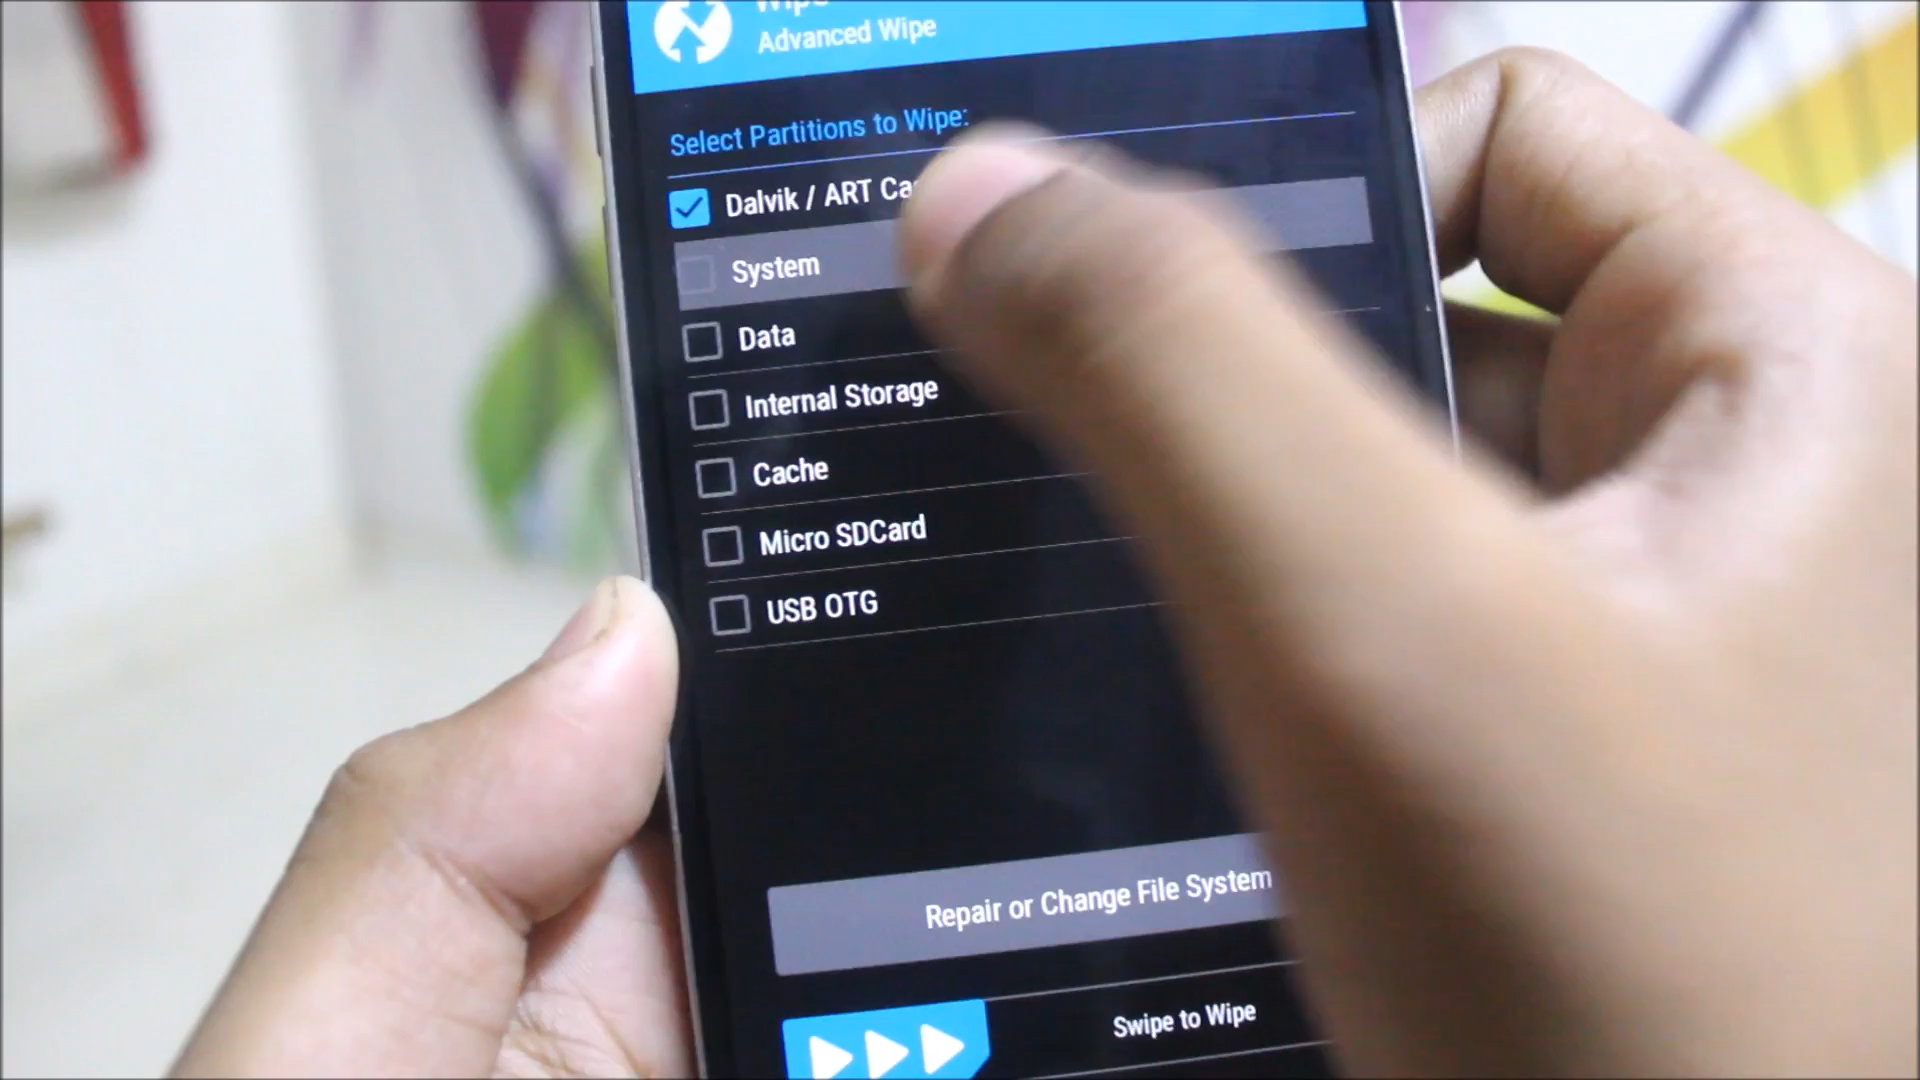 Wipe
Advanced Wipe
Select Partitions to Wipe:
Dalvik / ART
System
Data
Internal Storage
Cache
Micro SDCard
USB OTG
Repair or Change File System
Swipe to Wipe